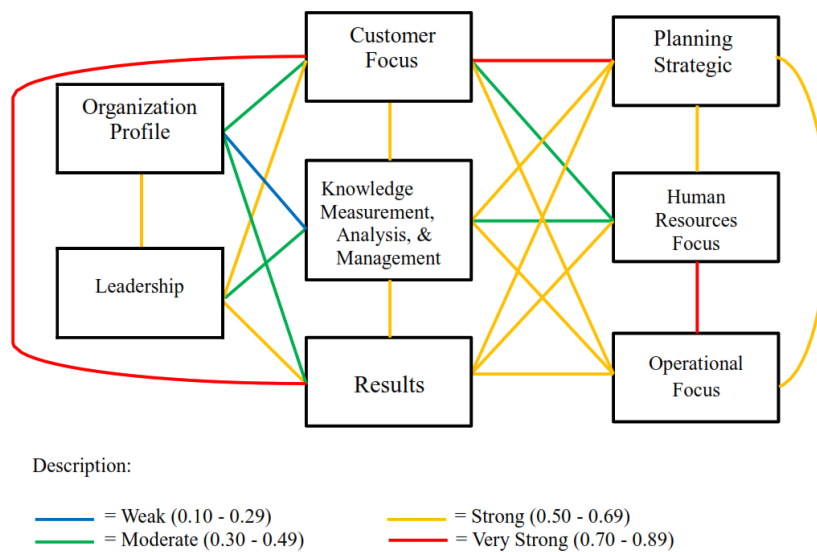 Customer
Focus
Planning
Strategic
Organization
Profile
Knowledge
Measurement,
Analysis, &
Management
Human
Resources
Focus
Leadership
Results
Operational
Focus
Description:
= Weak (0.10 - 0.29)
= Strong (0.50 - 0.69)
= Moderate (0.30 - 0.49)
= Very Strong (0.70 - 0.89)